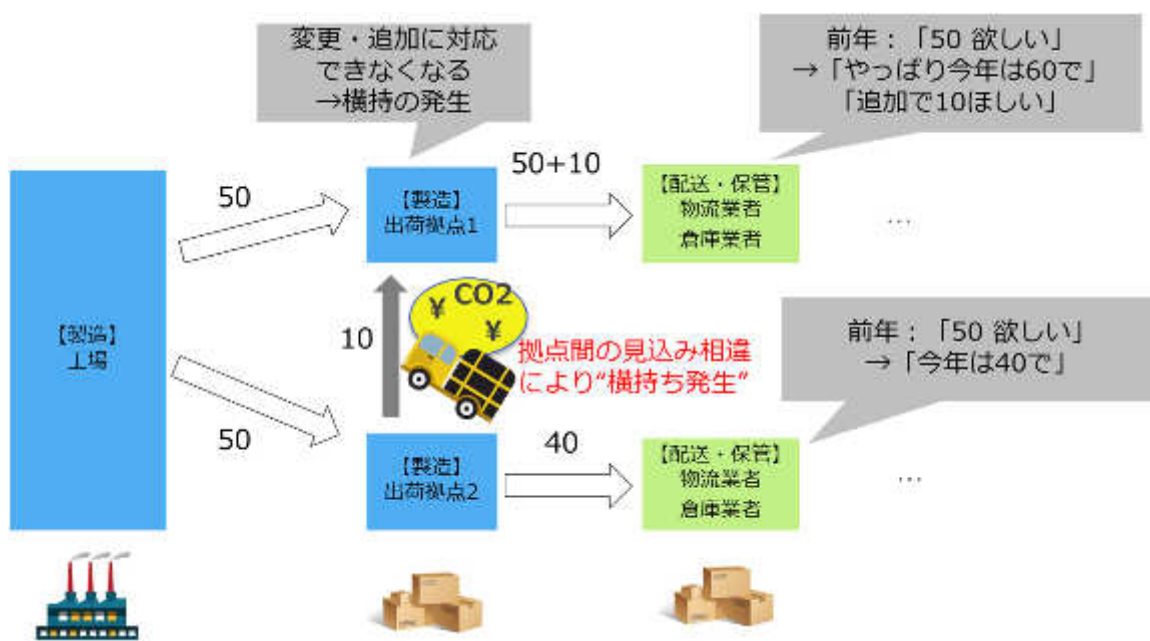 変更・追加に対応
できなくなる
→横持の発生
前年：「50 欲しい」
→「やっぱり今年は60で」
「追加で10ほしい」
50
【製造】
出荷拠点1
50+10
【配送・保管】
物流業者
倉庫業者
…
【製造】
工場
10
¥ CO2
¥
拠点間の見込み相違
により“横持ち発生”
前年：「50 欲しい」
→「今年は40で」
50
【製造】
出荷拠点2
40
【配送・保管】
物流業者
倉庫業者
…